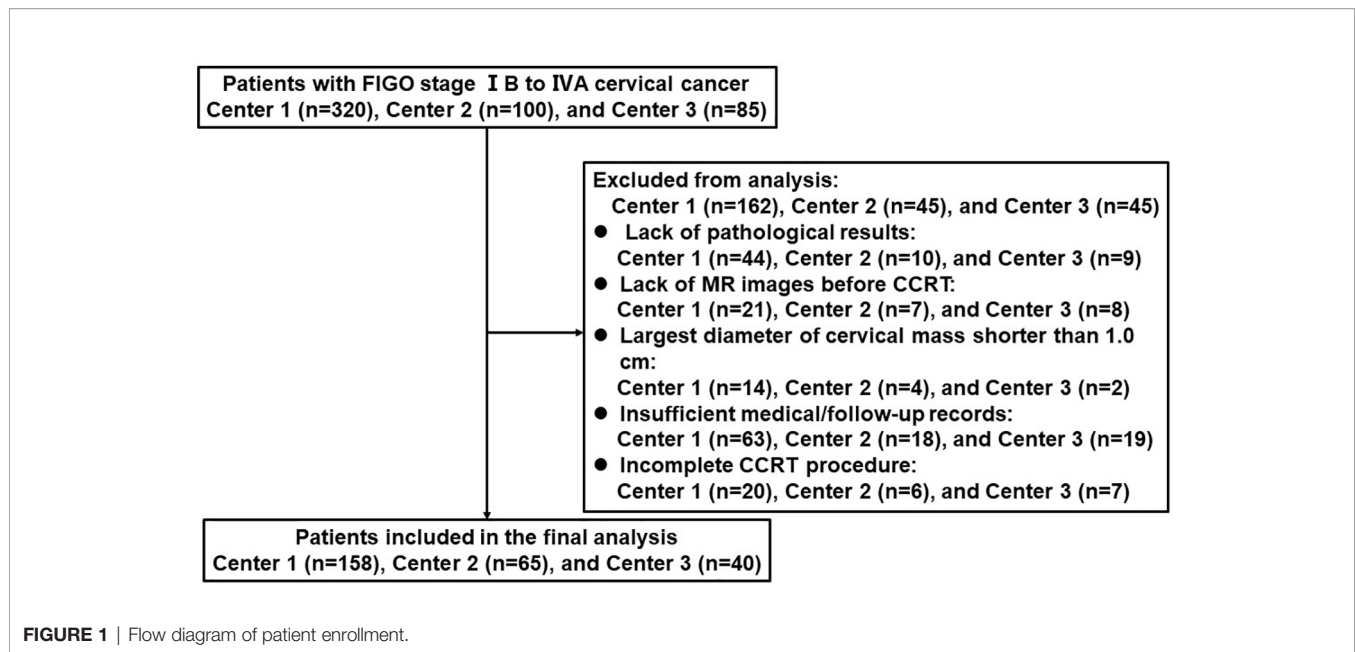 Patients with FIGO stage ⅠB to ⅣA cervical cancer
Center 1 (n=320), Center 2 (n=100), and Center 3 (n=85)
Excluded from analysis:
Center 1 (n=162), Center 2 (n=45), and Center 3 (n=45)
● Lack of pathological results:
Center 1 (n=44), Center 2 (n=10), and Center 3 (n=9)
● Lack of MR images before CCRT:
Center 1 (n=21), Center 2 (n=7), and Center 3 (n=8)
● Largest diameter of cervical mass shorter than 1.0
cm:
Center 1 (n=14), Center 2 (n=4), and Center 3 (n=2)
● Insufficient medical/follow-up records:
Center 1 (n=63), Center 2 (n=18), and Center 3 (n=19)
● Incomplete CCRT procedure:
Center 1 (n=20), Center 2 (n=6), and Center 3 (n=7)
Patients included in the final analysis
Center 1 (n=158), Center 2 (n=65), and Center 3 (n=40)
FIGURE 1 | Flow diagram of patient enrollment.